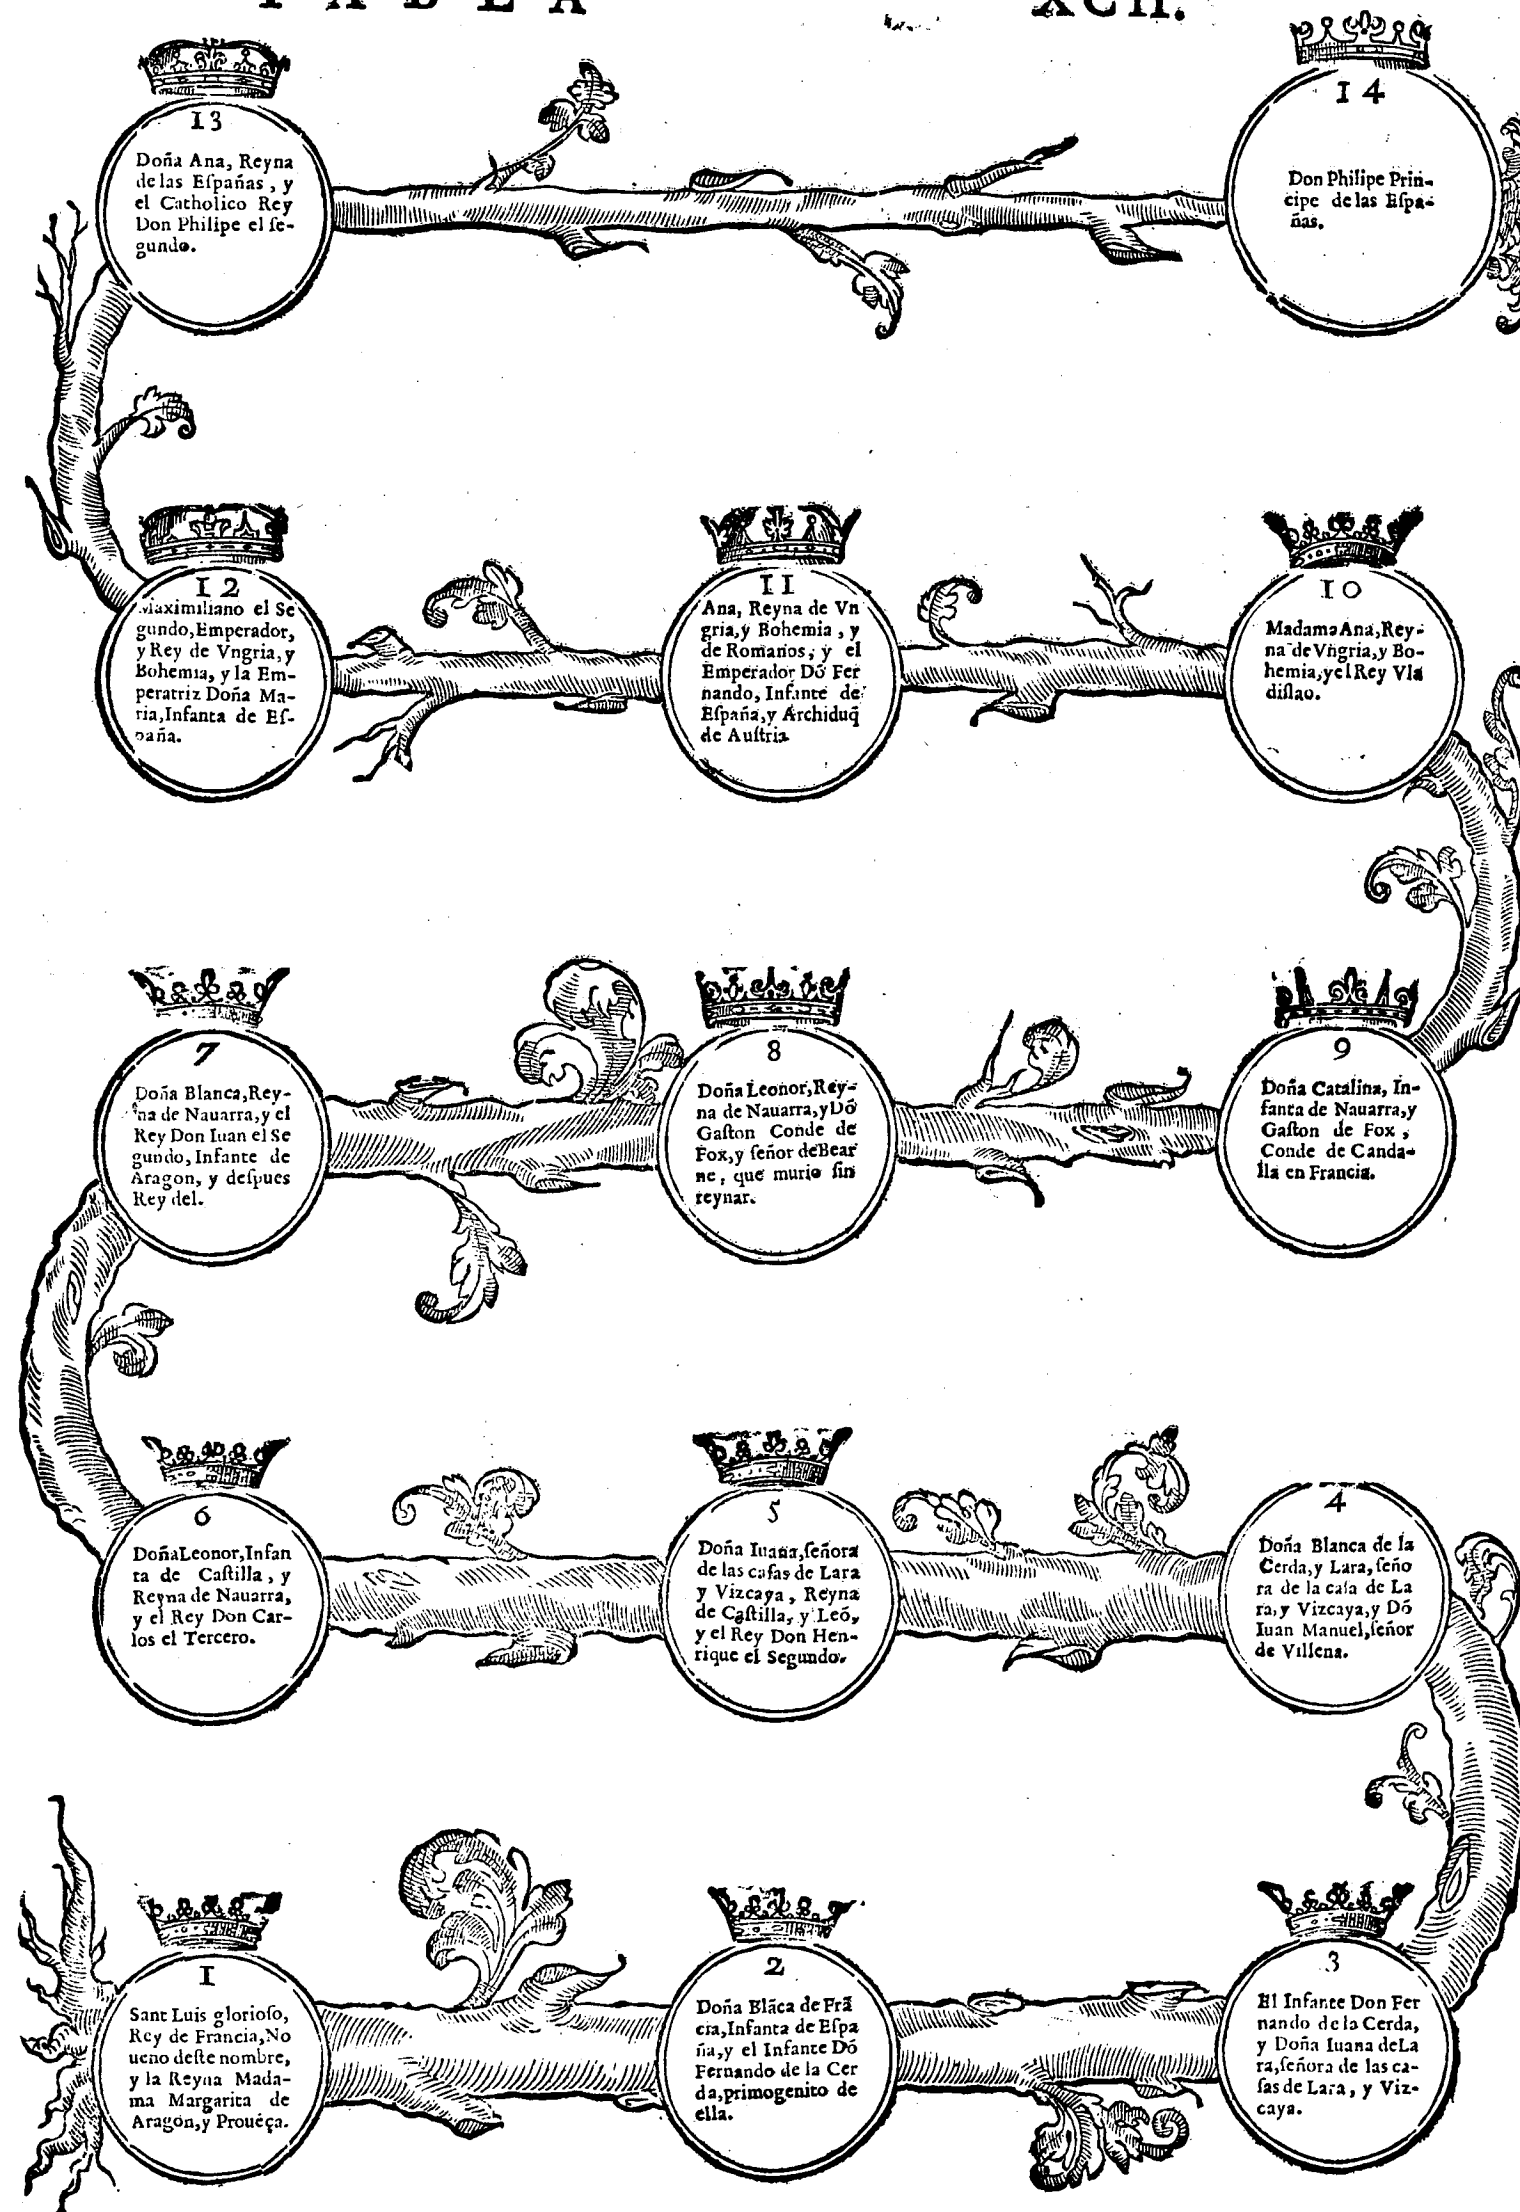 TABLA XCII.
13
Doña Ana, Reyna
de las Eſpañas, y
el Catholico Rey
Don Philipe el ſe-
gundo.
14
Don Philipe Prin-
cipe de las Eſpa-
ñas.
12
Maximiliano el Se
gundo, Emperador,
y Rey de Vngria, y
Bohemia, y la Em-
peratriz Doña Ma-
ria, Infanta de Eſ-
paña.
11
Ana, Reyna de Vn
gria, y Bohemia, y
de Romanos, y el
Emperador Dō Fer
nando, Infante de
Eſpaña, y Archiduq̄
de Auſtria
10
Madama Ana, Rey-
na de Vngria, y Bo-
hemia, y el Rey Vla
diſlao.
7
Doña Blanca, Rey-
na de Nauarra, y el
Rey Don Iuan el Se
gundo, Infante de
Aragon, y deſpues
Rey del.
8
Doña Leonor, Rey-
na de Nauarra, y Dō
Gaſton Conde de
Fox, y ſeñor de Bear
ne, que murio ſin
reynar.
9
Doña Catalina, In-
fanta de Nauarra, y
Gaſton de Fox,
Conde de Canda-
lla en Francia.
6
Doña Leonor, Infan
ta de Caſtilla, y
Reyna de Nauarra,
y el Rey Don Car-
los el Tercero.
5
Doña Iuana, ſeñora
de las caſas de Lara
y Vizcaya, Reyna
de Caſtilla, y Leō,
y el Rey Don Hen-
rique el Segundo.
4
Doña Blanca de la
Cerda, y Lara, ſeño
ra de la caſa de La
ra, y Vizcaya, y Dō
Iuan Manuel, ſeñor
de Villena.
1
Sant Luis glorioſo,
Rey de Francia, No
ueno deſte nombre,
y la Reyna Mada-
ma Margarita de
Aragon, y Prouēça.
2
Doña Blāca de Frā
cia, Infanta de Eſpa
ña, y el Infante Dō
Fernando de la Cer
da, primogenito de
ella.
3
El Infante Don Fer
nando de la Cerda,
y Doña Iuana de La
ra, ſeñora de las ca-
ſas de Lara, y Viz-
caya.